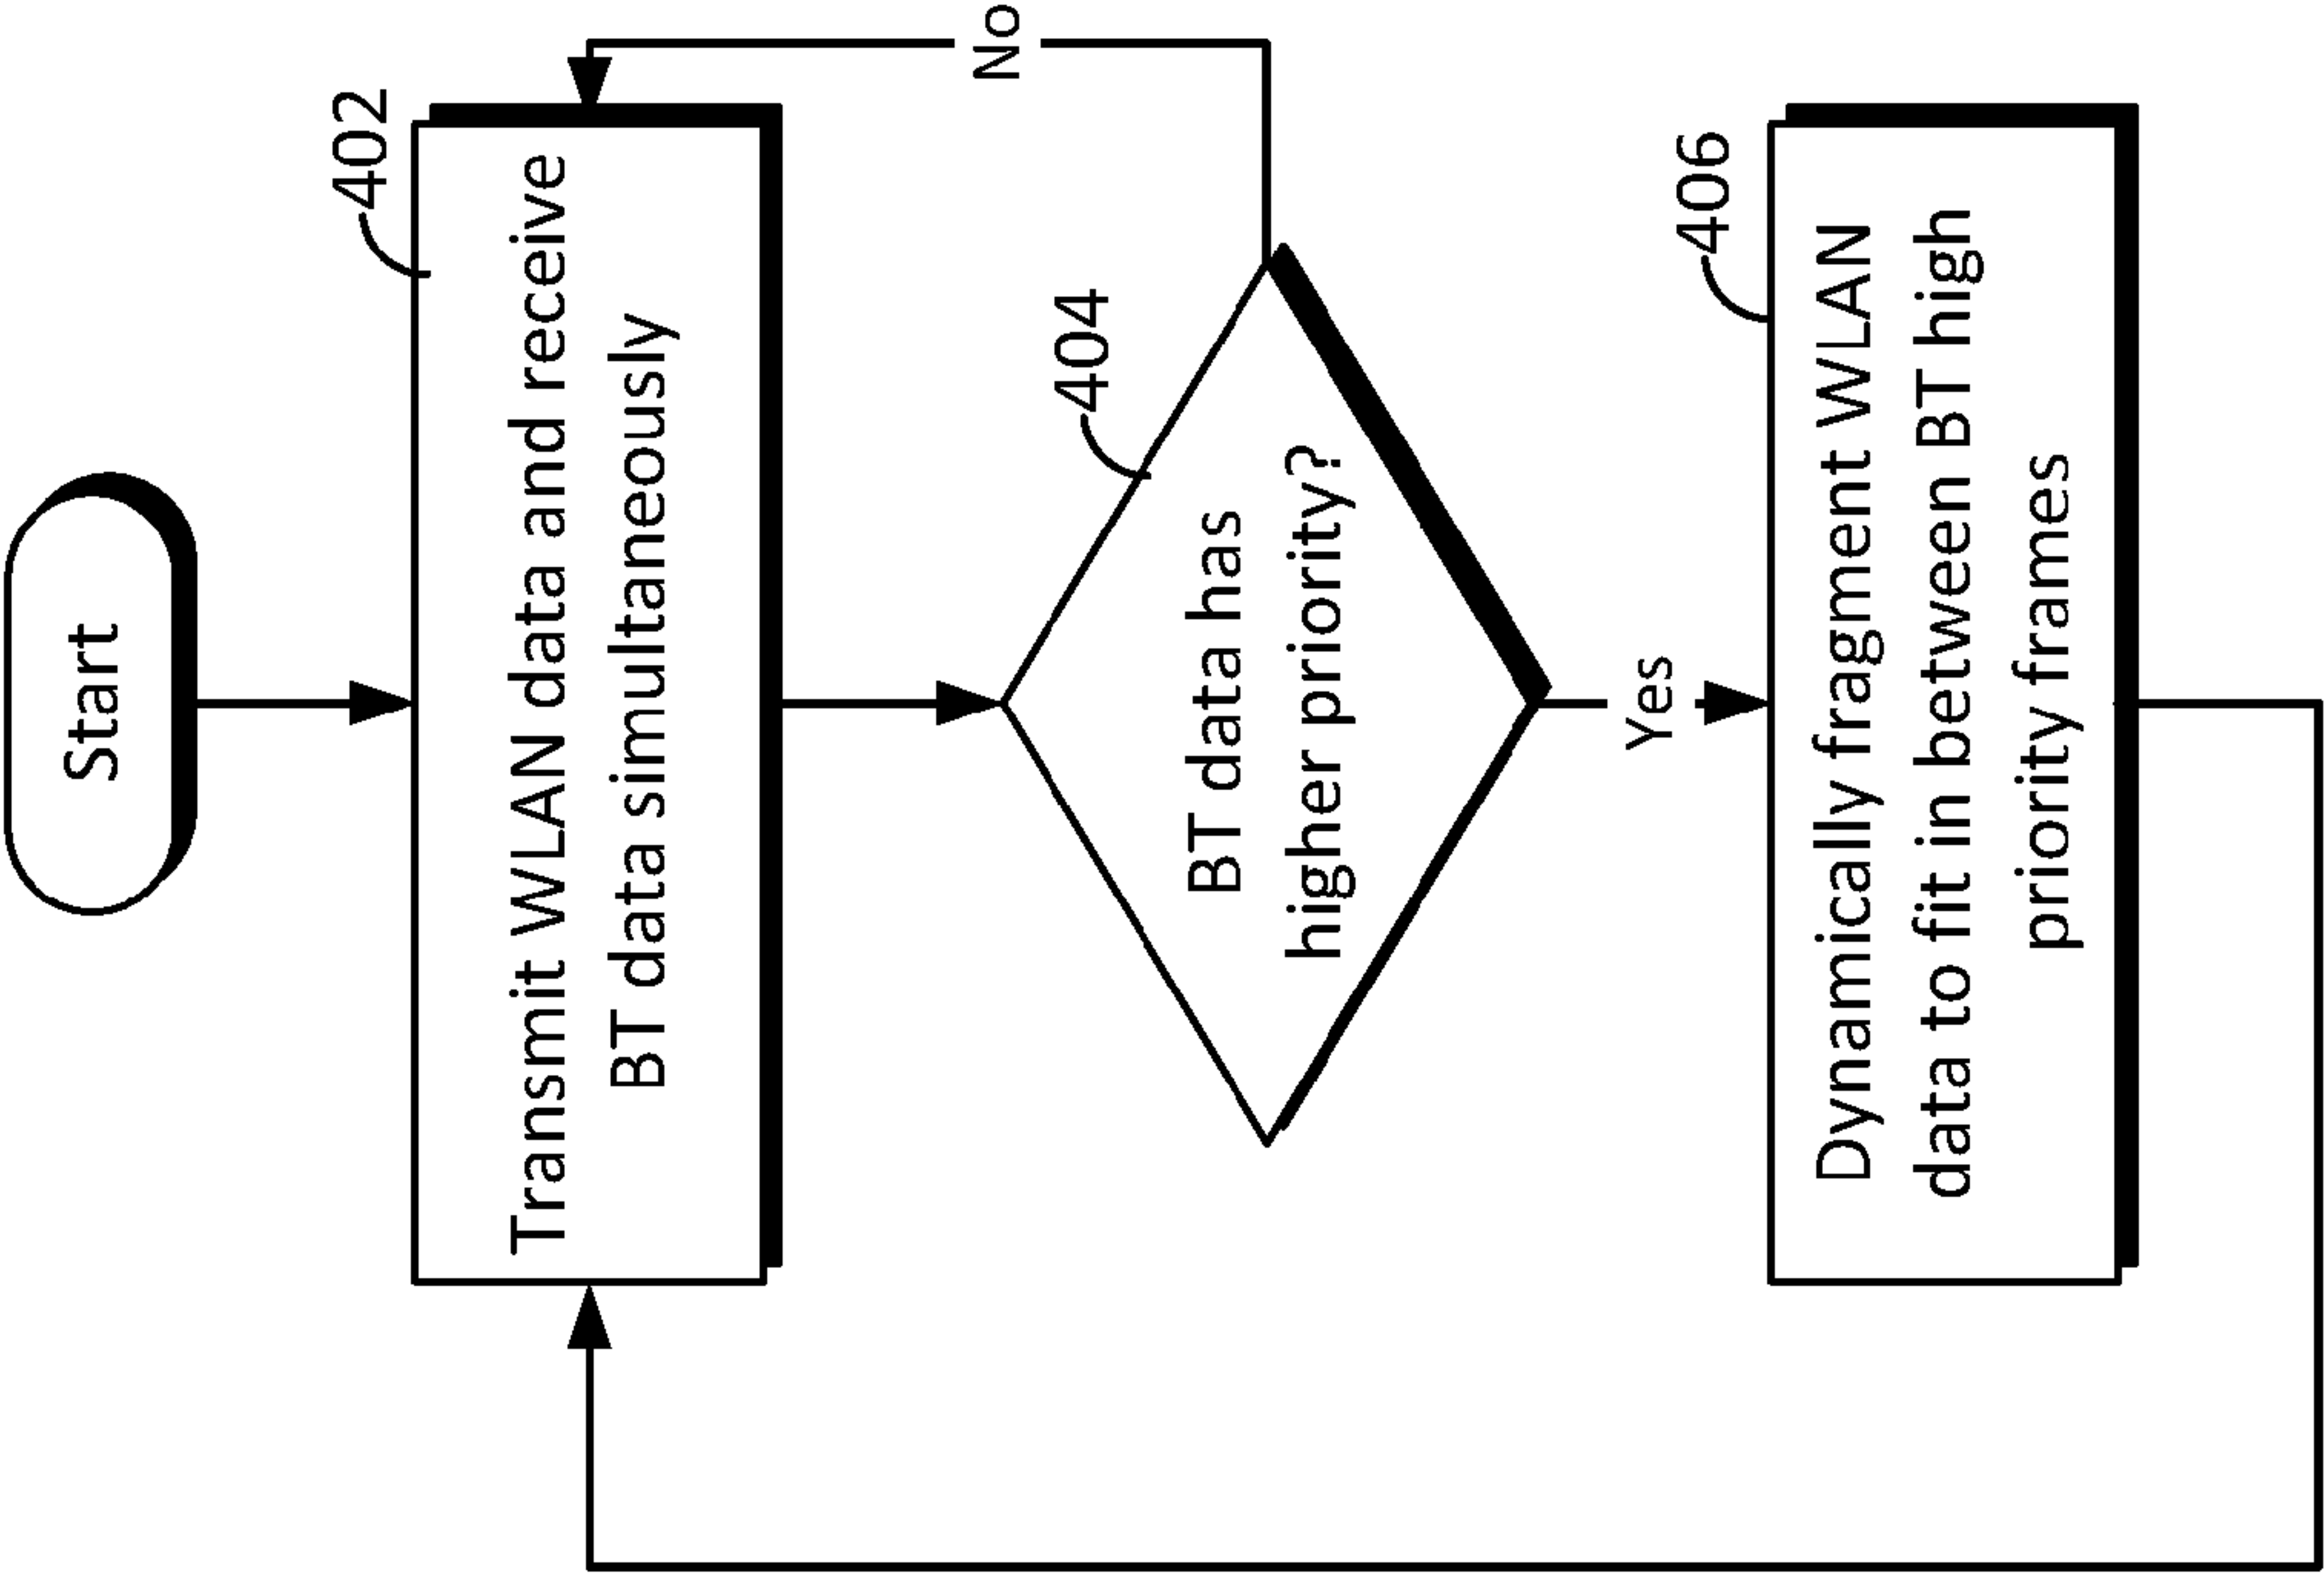 Start
402
Transmit WLAN data and receive
BT data simultaneously
No
404
BT data has
higher priority?
Yes
406
Dynamically fragment WLAN
data to fit in between BT high
priority frames